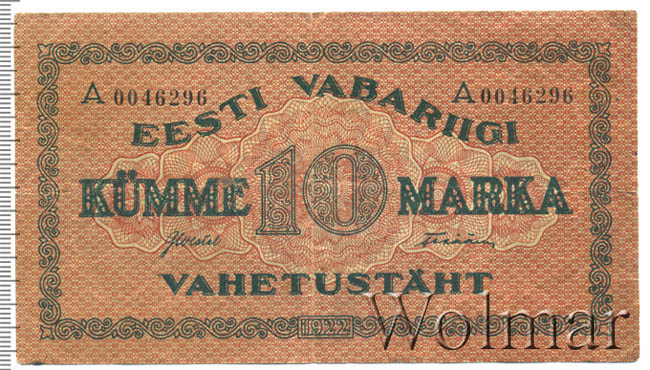 A 0046296 A 0046296
EESTI VABARIIGI
KÜMME 10 MARKA
VAHETUSTÄHT
1922
Wolmar